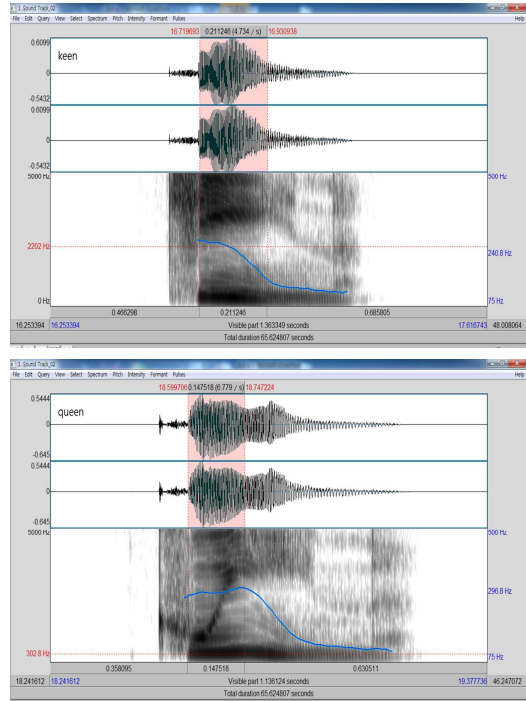 1. Sound Track_02
File Edit Query View Select Spectrum Pitch Intensity Formant Pulses Help
16.719693 0.211246 (4.734 / s) 16.930938
0.6099
keen
0
-0.5432
0.6099
0
-0.5432
5000 Hz 500 Hz
2202 Hz 240.8 Hz
0 Hz 75 Hz
0.466298 0.211246 0.685805
16.253394 16.253394 Visible part 1.363349 seconds 17.616743 48.008064
Total duration 65.624807 seconds
1. Sound Track_02
File Edit Query View Select Spectrum Pitch Intensity Formant Pulses Help
18.599706 0.147518 (6.779 / s) 18.747224
0.5444
queen
0
-0.645
0.5444
0
-0.645
5000 Hz 500 Hz
296.8 Hz
302.8 Hz 75 Hz
0.358095 0.147518 0.630511
18.241612 18.241612 Visible part 1.136124 seconds 19.377736 46.247072
Total duration 65.624807 seconds